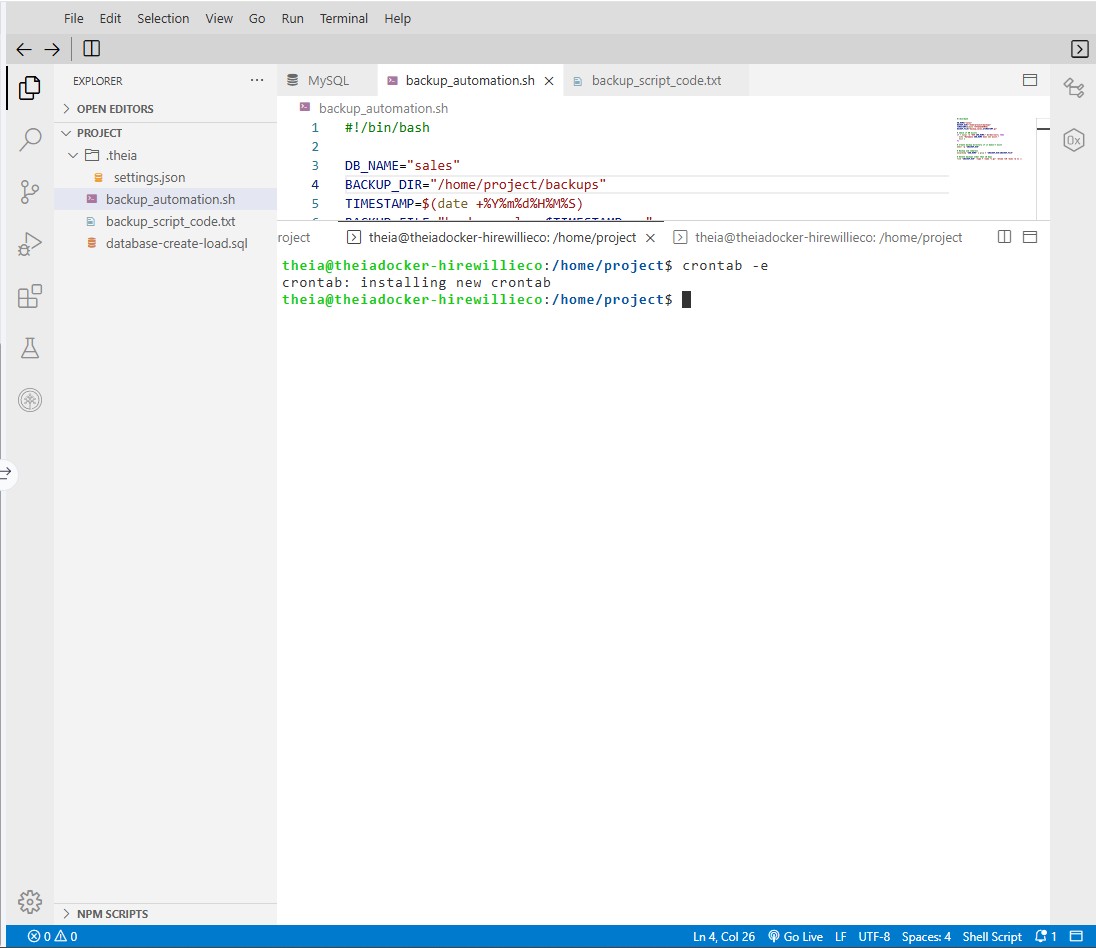 File Edit Selection View Go Run Terminal Help
EXPLORER
OPEN EDITORS
PROJECT
.theia
settings.json
backup_automation.sh
backup_script_code.txt
database-create-load.sql
NPM SCRIPTS
MySQL backup_automation.sh backup_script_code.txt
backup_automation.sh
1 #!/bin/bash
2
3 DB_NAME="sales"
4 BACKUP_DIR="/home/project/backups"
5 TIMESTAMP=$(date +%Y%m%d%H%M%S)
roject theia@theiadocker-hirewillieco: /home/project theia@theiadocker-hirewillieco: /home/project
theia@theiadocker-hirewillieco:/home/project$ crontab -e
crontab: installing new crontab
theia@theiadocker-hirewillieco:/home/project$
0 0 Ln 4, Col 26 Go Live LF UTF-8 Spaces: 4 Shell Script 1